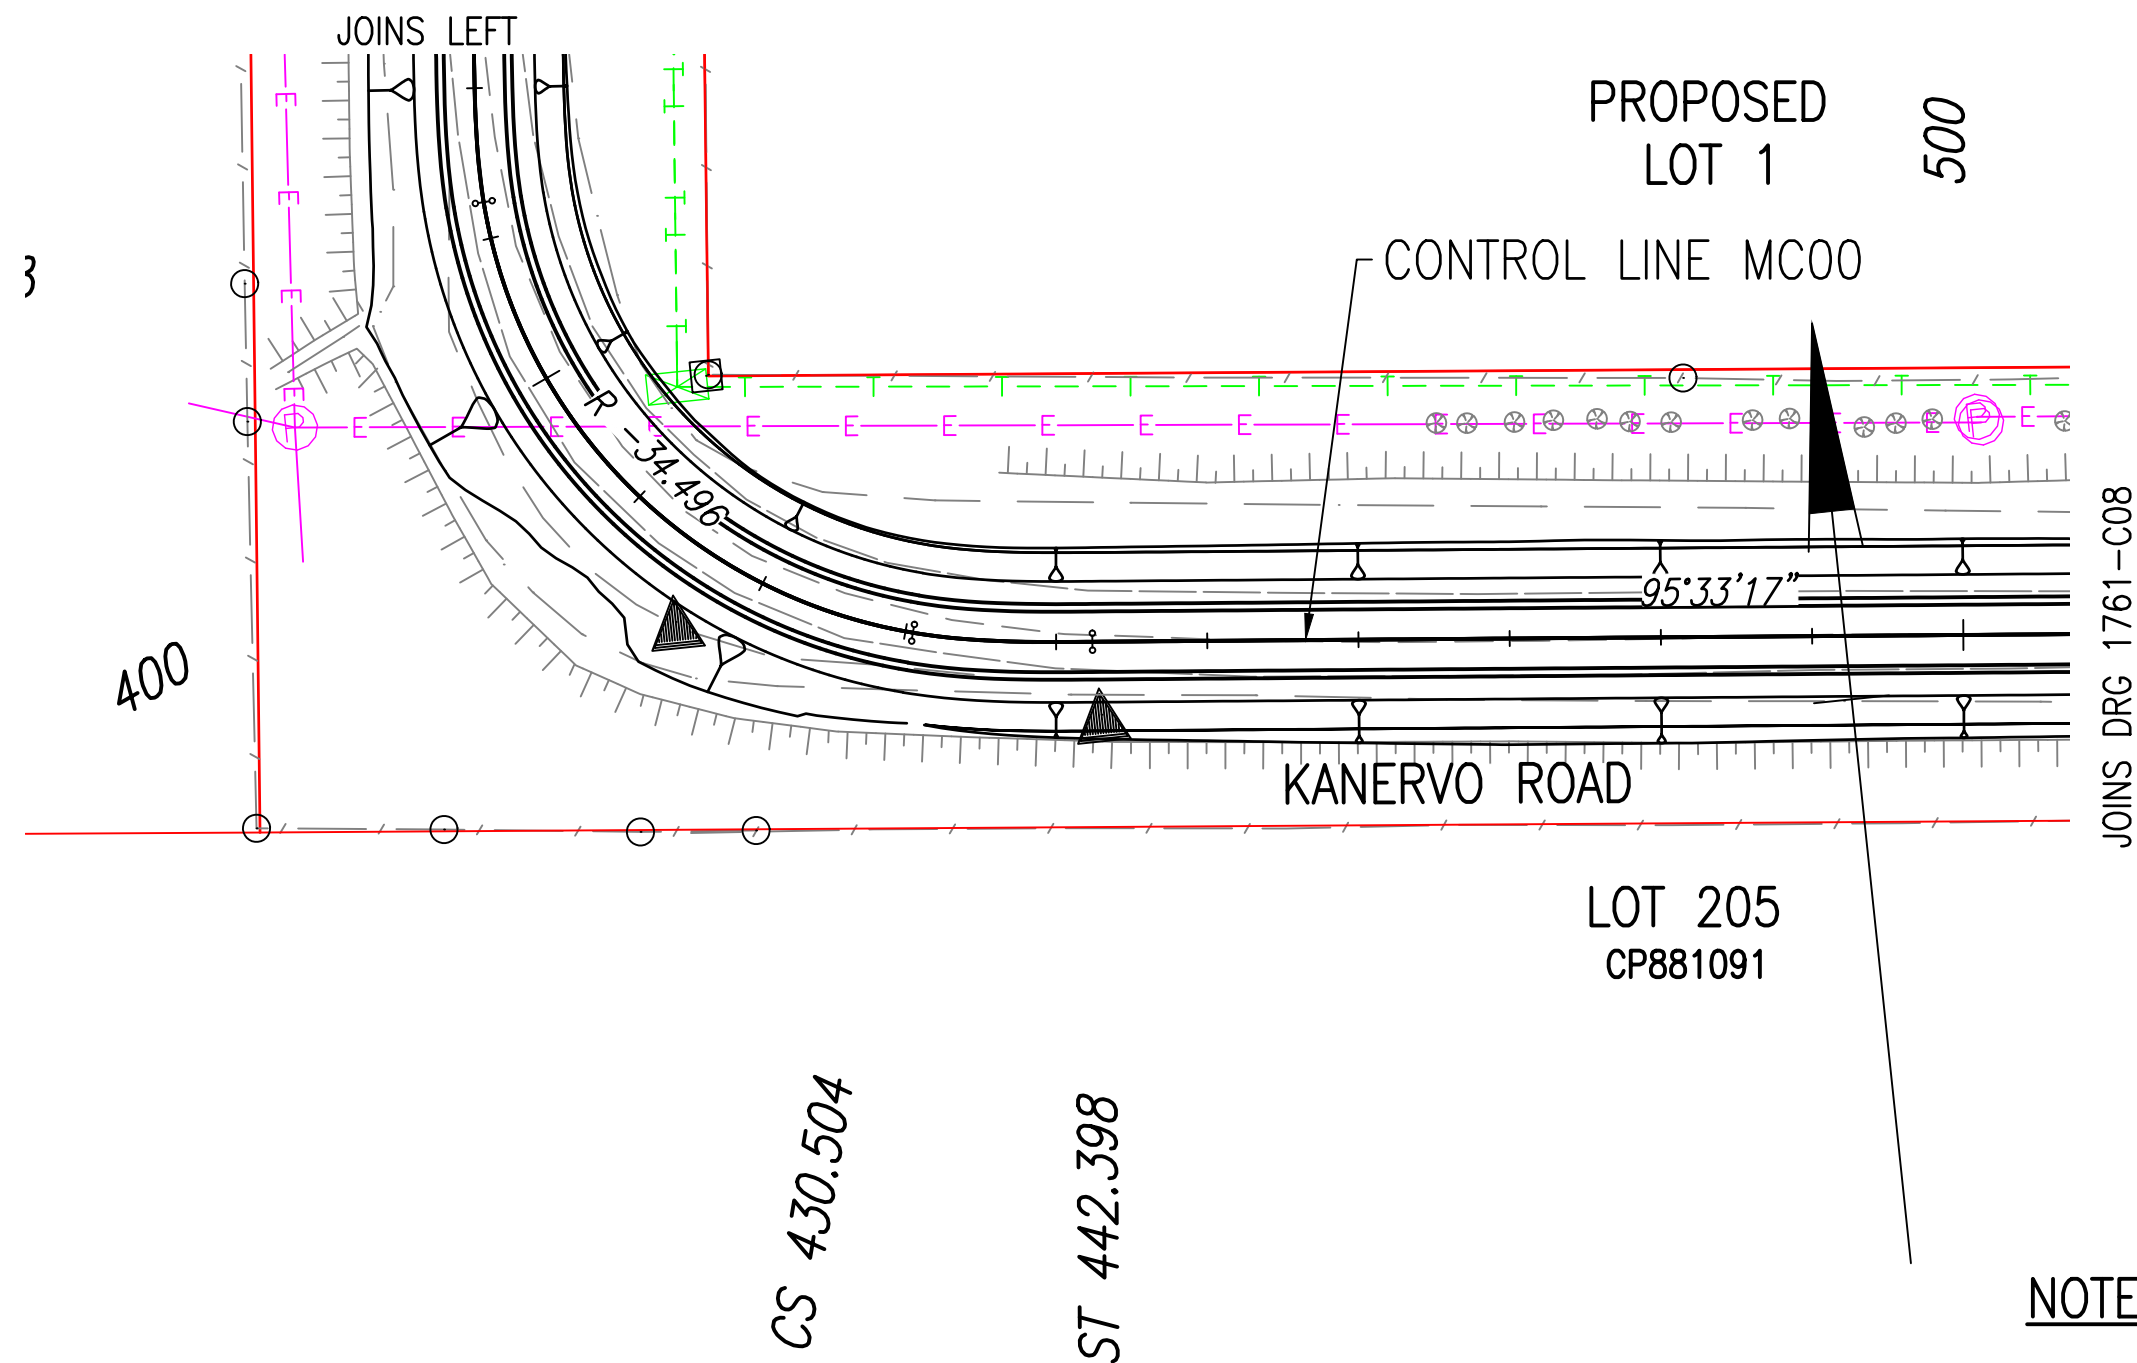 JOINS LEFT
PROPOSED
LOT 1
500
CONTROL LINE MC00
R -34.496
95°33'17"
400
KANERVO ROAD
JOINS DRG 1761-C08
LOT 205
CP881091
CS 430.504
ST 442.398
NOTE